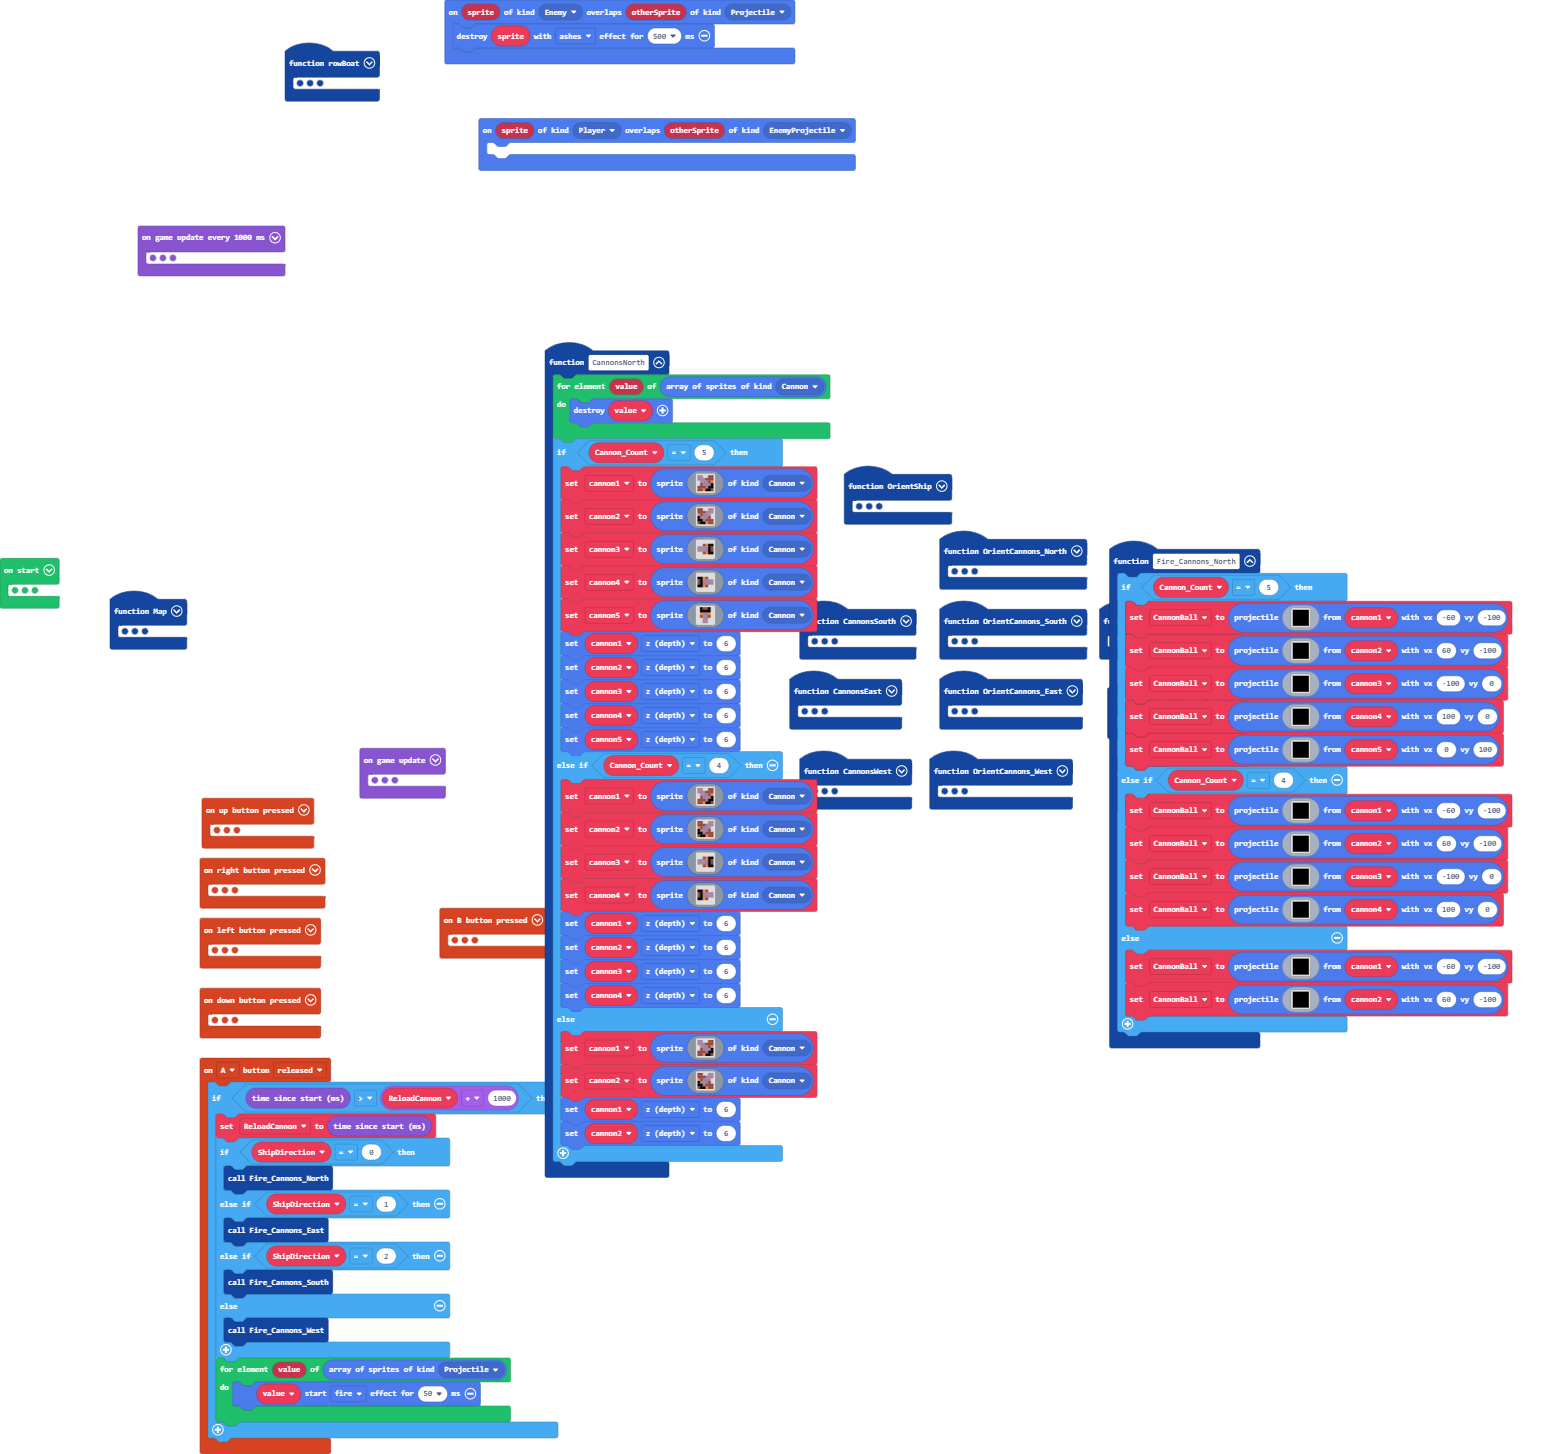 on sprite of kind Enemy overlaps otherSprite of kind Projectile
destroy sprite with ashes effect for 500 ms
function rowBoat
on sprite of kind Player overlaps otherSprite of kind EnemyProjectile
on game update every 1000 ms
function CannonsNorth
for element value of array of sprites of kind Cannon
do destroy value
if Cannon_Count = 5 then
set cannon1 to sprite of kind Cannon
set cannon2 to sprite of kind Cannon
set cannon3 to sprite of kind Cannon
set cannon4 to sprite of kind Cannon
set cannon5 to sprite of kind Cannon
set cannon1 z (depth) to 6
set cannon2 z (depth) to 6
set cannon3 z (depth) to 6
set cannon4 z (depth) to 6
set cannon5 z (depth) to 6
else if Cannon_Count = 4 then
set cannon1 to sprite of kind Cannon
set cannon2 to sprite of kind Cannon
set cannon3 to sprite of kind Cannon
set cannon4 to sprite of kind Cannon
set cannon1 z (depth) to 6
set cannon2 z (depth) to 6
set cannon3 z (depth) to 6
set cannon4 z (depth) to 6
else
set cannon1 to sprite of kind Cannon
set cannon2 to sprite of kind Cannon
set cannon1 z (depth) to 6
set cannon2 z (depth) to 6
function OrientShip
function OrientCannons_North
ction CannonsSouth
function OrientCannons_South
function CannonsEast
function OrientCannons_East
function CannonsWest
function OrientCannons_West
function Fire_Cannons_North
if Cannon_Count = 5 then
set CannonBall to projectile from cannon1 with vx -60 vy -100
set CannonBall to projectile from cannon2 with vx 60 vy -100
set CannonBall to projectile from cannon3 with vx -100 vy 0
set CannonBall to projectile from cannon4 with vx 100 vy 0
set CannonBall to projectile from cannon5 with vx 0 vy 100
else if Cannon_Count = 4 then
set CannonBall to projectile from cannon1 with vx -60 vy -100
set CannonBall to projectile from cannon2 with vx 60 vy -100
set CannonBall to projectile from cannon3 with vx -100 vy 0
set CannonBall to projectile from cannon4 with vx 100 vy 0
else
set CannonBall to projectile from cannon1 with vx -60 vy -100
set CannonBall to projectile from cannon2 with vx 60 vy -100
on start
function Map
on game update
on up button pressed
on right button pressed
on left button pressed
on B button pressed
on down button pressed
on A button released
if time since start (ms) > ReloadCannon + 1000 th
set ReloadCannon to time since start (ms)
if ShipDirection = 0 then
call Fire_Cannons_North
else if ShipDirection = 1 then
call Fire_Cannons_East
else if ShipDirection = 2 then
call Fire_Cannons_South
else
call Fire_Cannons_West
for element value of array of sprites of kind Projectile
do value start fire effect for 50 ms